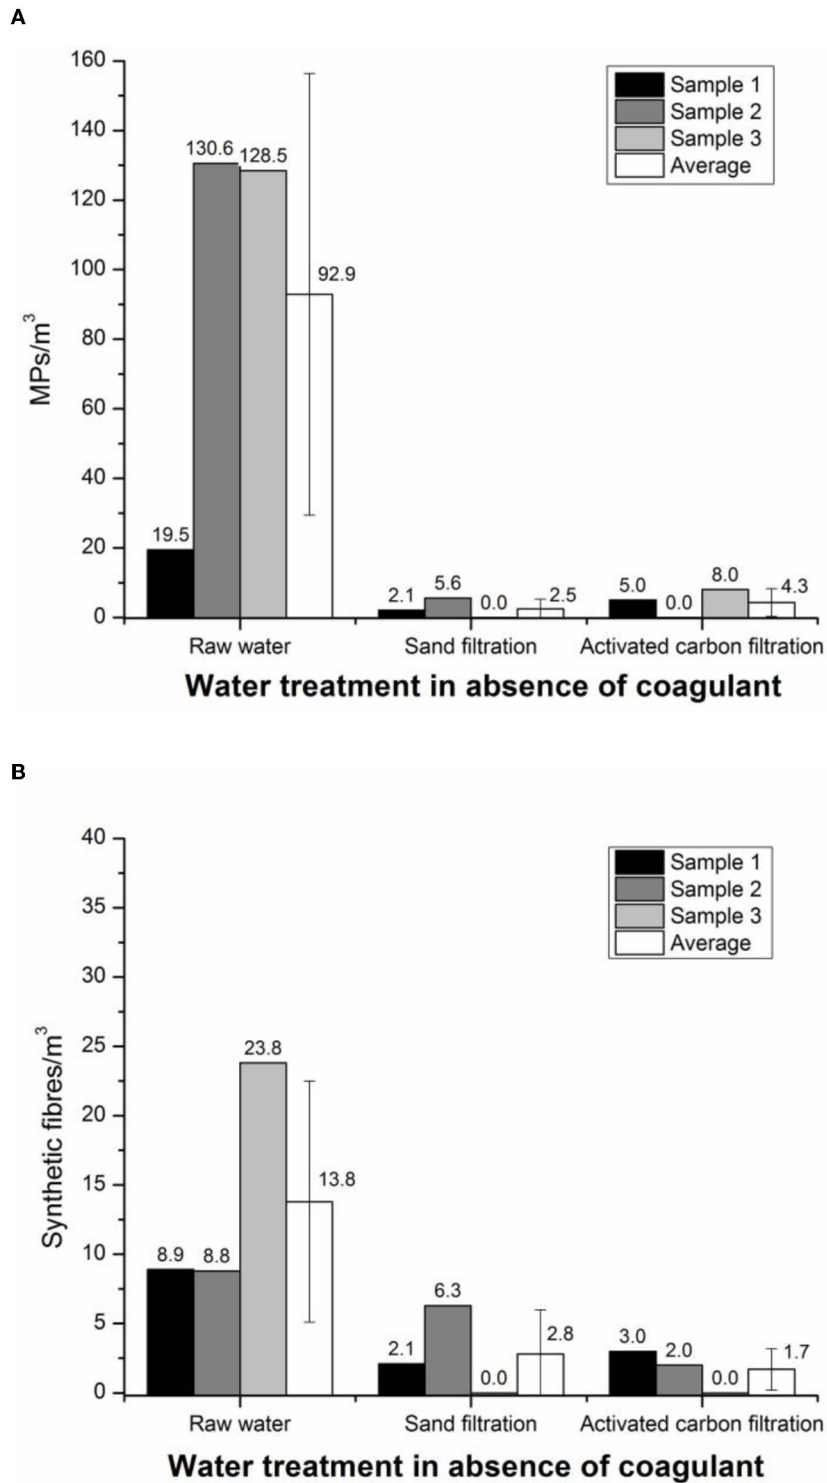 A
160
140
120
100
80
60
40
20
0
MPs/m³
Sample 1
Sample 2
Sample 3
Average
19.5
130.6
128.5
92.9
2.1
5.6
0.0
2.5
5.0
0.0
8.0
4.3
Raw water
Sand filtration
Activated carbon filtration
Water treatment in absence of coagulant
B
40
35
30
25
20
15
10
5
0
Synthetic fibres/m³
Sample 1
Sample 2
Sample 3
Average
8.9
8.8
23.8
13.8
2.1
6.3
0.0
2.8
3.0
2.0
0.0
1.7
Raw water
Sand filtration
Activated carbon filtration
Water treatment in absence of coagulant